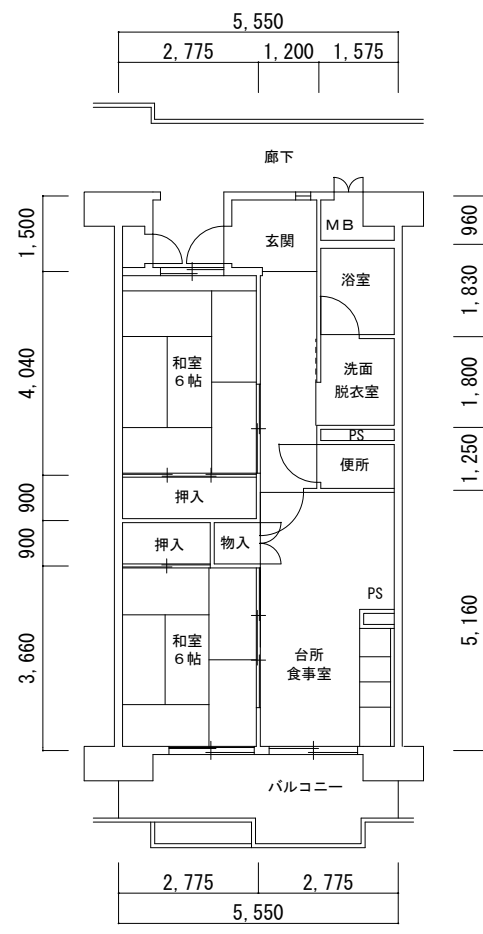 5,550
2,775
1,200
1,575
廊下
1,500
4,040
900
900
3,660
玄関
MB
浴室
和室
6帖
洗面
脱衣室
PS
便所
押入
押入
物入
PS
和室
6帖
台所
食事室
バルコニー
960
1,830
1,800
1,250
5,160
2,775
2,775
5,550